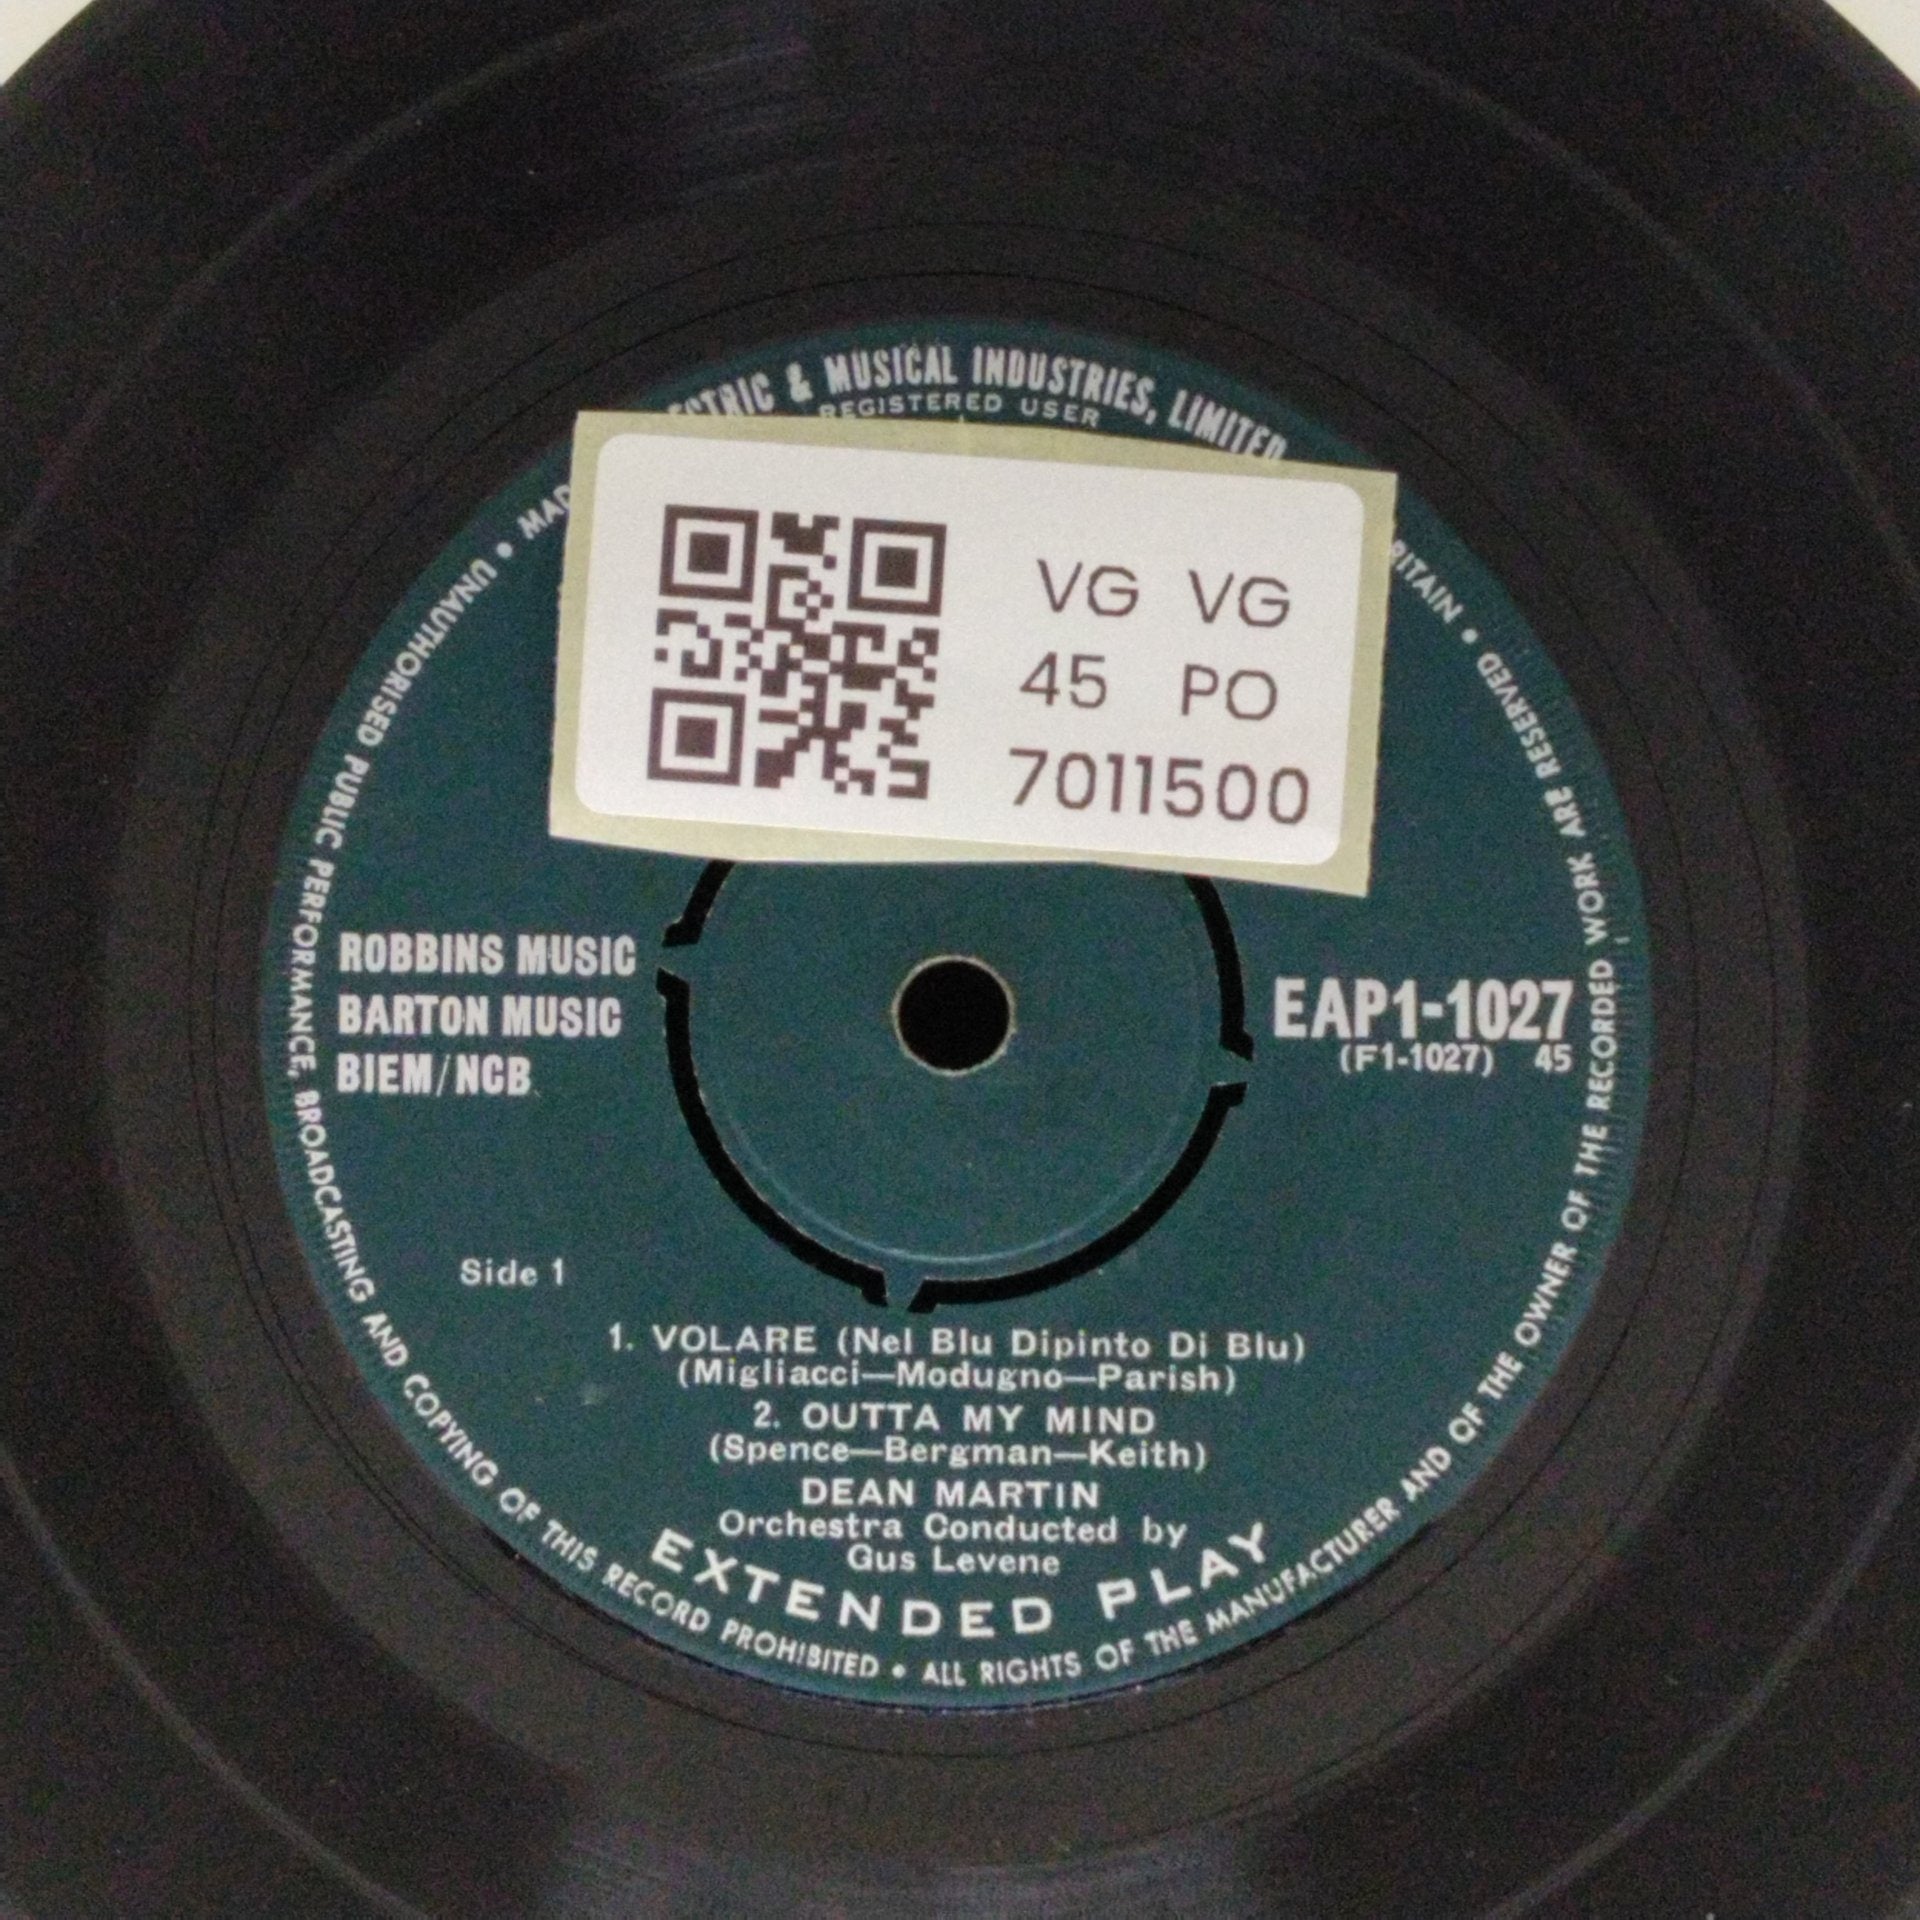 & MUSICAL INDUSTRIES, LIMITED
REGISTERED USER
VG VG
45 PO
7011500
ROBBINS MUSIC
BARTON MUSIC
BIEM/NCB
EAP1-1027
(F1-1027) 45
Side 1
1. VOLARE (Nel Blu Dipinto Di Blu)
(Migliacci—Modugno—Parish)
2. OUTTA MY MIND
(Spence—Bergman—Keith)
DEAN MARTIN
Orchestra Conducted by
Gus Levene
EXTENDED PLAY
• ALL RIGHTS OF THE MANUFACTURER AND OF THE OWNER OF THE RECORDED WORK ARE RESERVED •
UNAUTHORISED PUBLIC PERFORMANCE, BROADCASTING AND COPYING OF THIS RECORD PROHIBITED